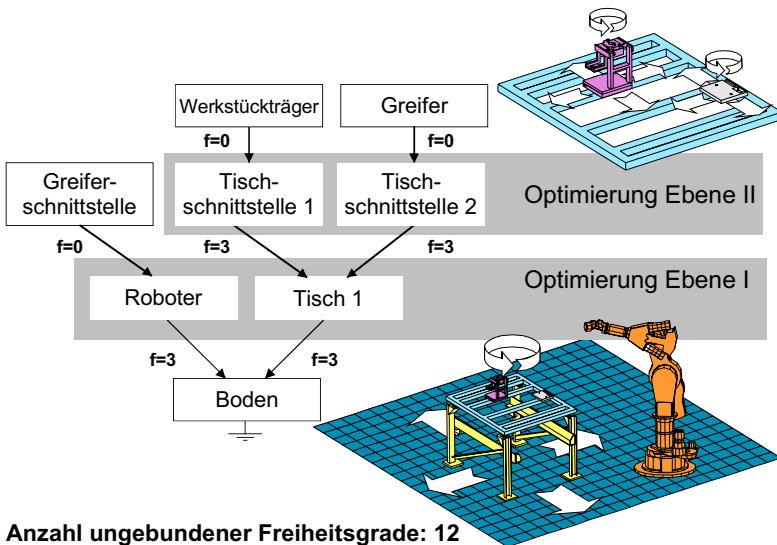 Werkstückträger
Greifer
f=0
f=0
Greifer-
schnittstelle
Tisch-
schnittstelle 1
Tisch-
schnittstelle 2
Optimierung Ebene II
f=0
f=3
f=3
Roboter
Tisch 1
Optimierung Ebene I
f=3
f=3
Boden
Anzahl ungebundener Freiheitsgrade: 12